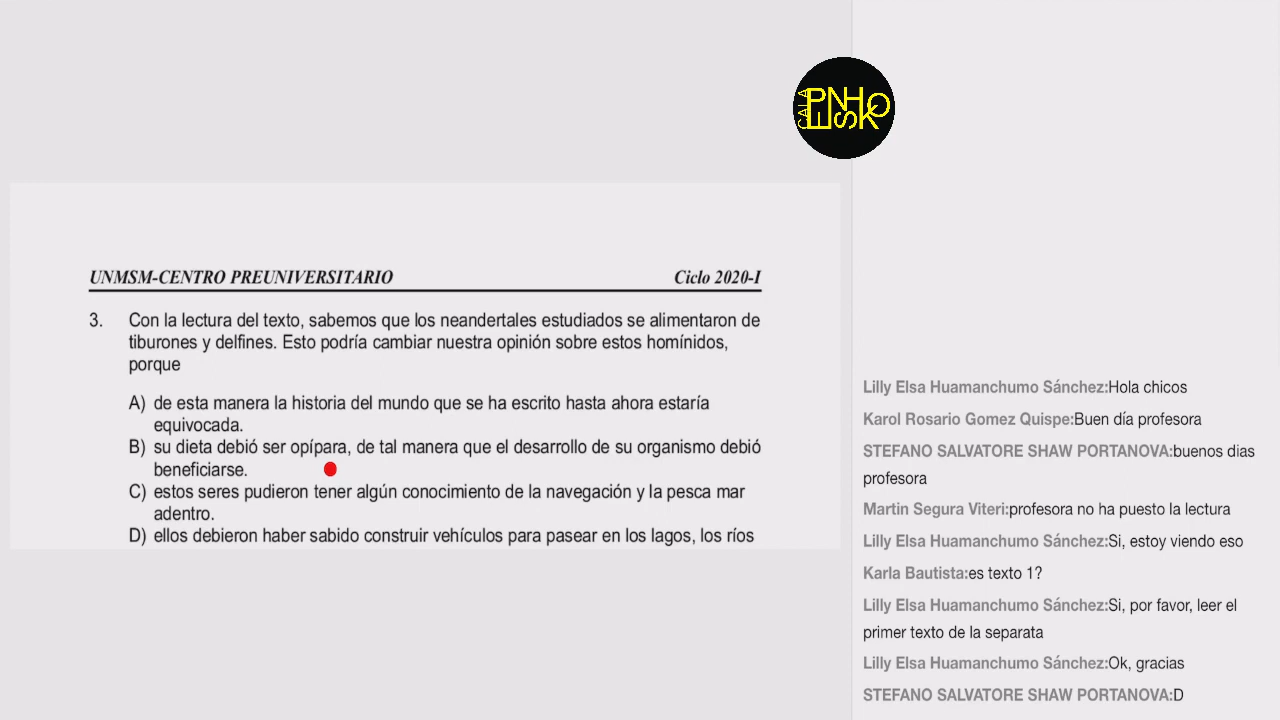 CALA
PENHSKO
UNMSM-CENTRO PREUNIVERSITARIO Ciclo 2020-I
3. Con la lectura del texto, sabemos que los neandertales estudiados se alimentaron de
tiburones y delfines. Esto podría cambiar nuestra opinión sobre estos homínidos,
porque
A) de esta manera la historia del mundo que se ha escrito hasta ahora estaría
equivocada.
B) su dieta debió ser opípara, de tal manera que el desarrollo de su organismo debió
beneficiarse.
C) estos seres pudieron tener algún conocimiento de la navegación y la pesca mar
adentro.
D) ellos debieron haber sabido construir vehículos para pasear en los lagos, los ríos
Lilly Elsa Huamanchumo Sánchez:Hola chicos
Karol Rosario Gomez Quispe:Buen día profesora
STEFANO SALVATORE SHAW PORTANOVA:buenos dias
profesora
Martin Segura Viteri:profesora no ha puesto la lectura
Lilly Elsa Huamanchumo Sánchez:Si, estoy viendo eso
Karla Bautista:es texto 1?
Lilly Elsa Huamanchumo Sánchez:Si, por favor, leer el
primer texto de la separata
Lilly Elsa Huamanchumo Sánchez:Ok, gracias
STEFANO SALVATORE SHAW PORTANOVA:D